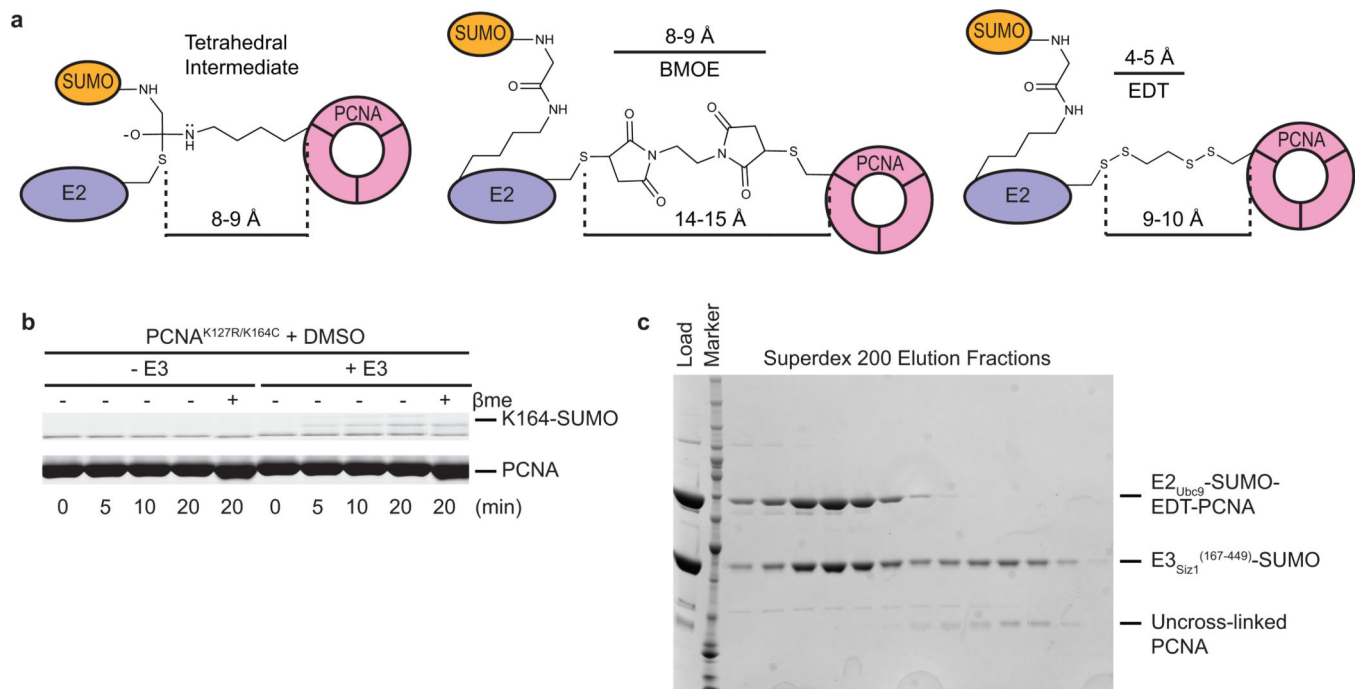 a
Tetrahedral
Intermediate
SUMO
NH
-O
N
H
S
E2
PCNA
8-9 Å
SUMO
NH
O
NH
8-9 Å
BMOE
O
O
S
N
N
S
O
O
E2
PCNA
14-15 Å
SUMO
NH
O
NH
4-5 Å
EDT
S
S
S
S
E2
PCNA
9-10 Å
b
PCNA^K127R/K164C + DMSO
- E3 + E3
- - - - + - - - - + βme
K164-SUMO
PCNA
0 5 10 20 20 0 5 10 20 20 (min)
c
Load
Marker
Superdex 200 Elution Fractions
E2Ubc9-SUMO-
EDT-PCNA
E3Siz1(167-449)-SUMO
Uncross-linked
PCNA